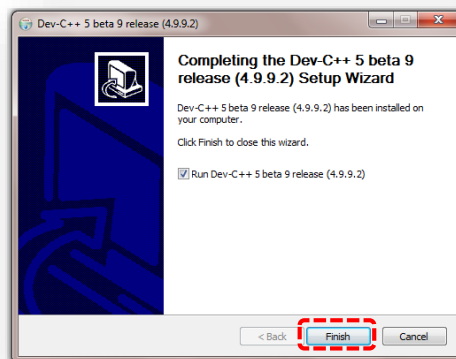 Dev-C++ 5 beta 9 release (4.9.9.2)
Completing the Dev-C++ 5 beta 9
release (4.9.9.2) Setup Wizard
Dev-C++ 5 beta 9 release (4.9.9.2) has been installed on
your computer.
Click Finish to close this wizard.
Run Dev-C++ 5 beta 9 release (4.9.9.2)
< Back Finish Cancel